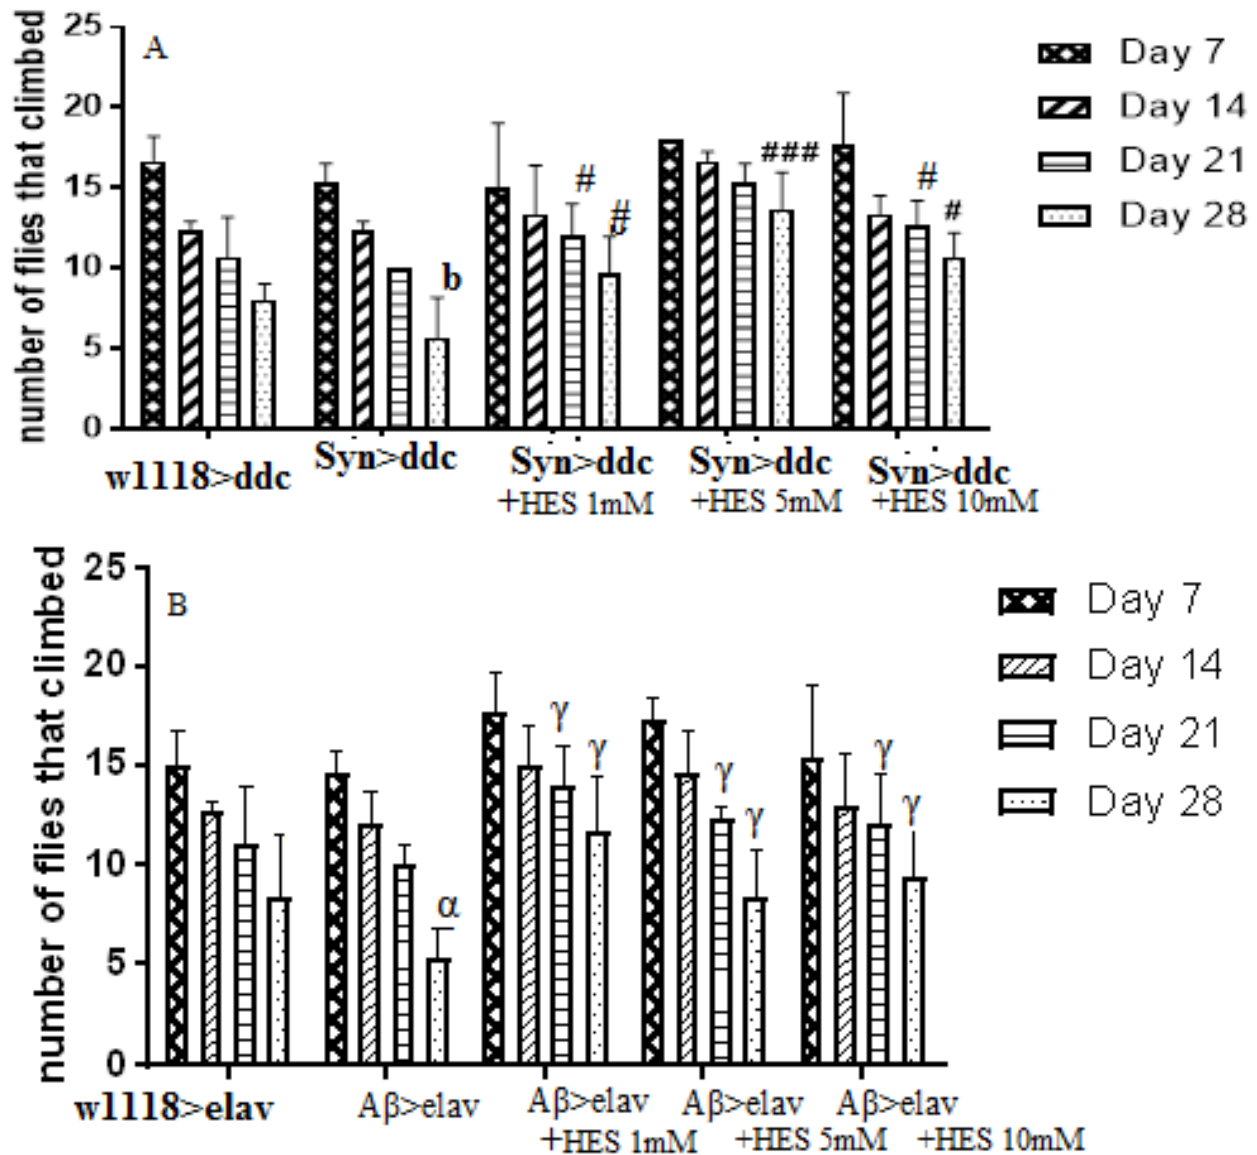 number of flies that climbed
25
20
15
10
5
0
A
b
#
#
###
#
#
Day 7
Day 14
Day 21
Day 28
w1118>ddc
Syn>ddc
Syn>ddc
+HES 1mM
Syn>ddc
+HES 5mM
Syn>ddc
+HES 10mM
number of flies that climbed
25
20
15
10
5
0
B
α
γ
γ
γ
γ
γ
γ
Day 7
Day 14
Day 21
Day 28
w1118>elav
Aβ>elav
Aβ>elav
+HES 1mM
Aβ>elav
+HES 5mM
Aβ>elav
+HES 10mM